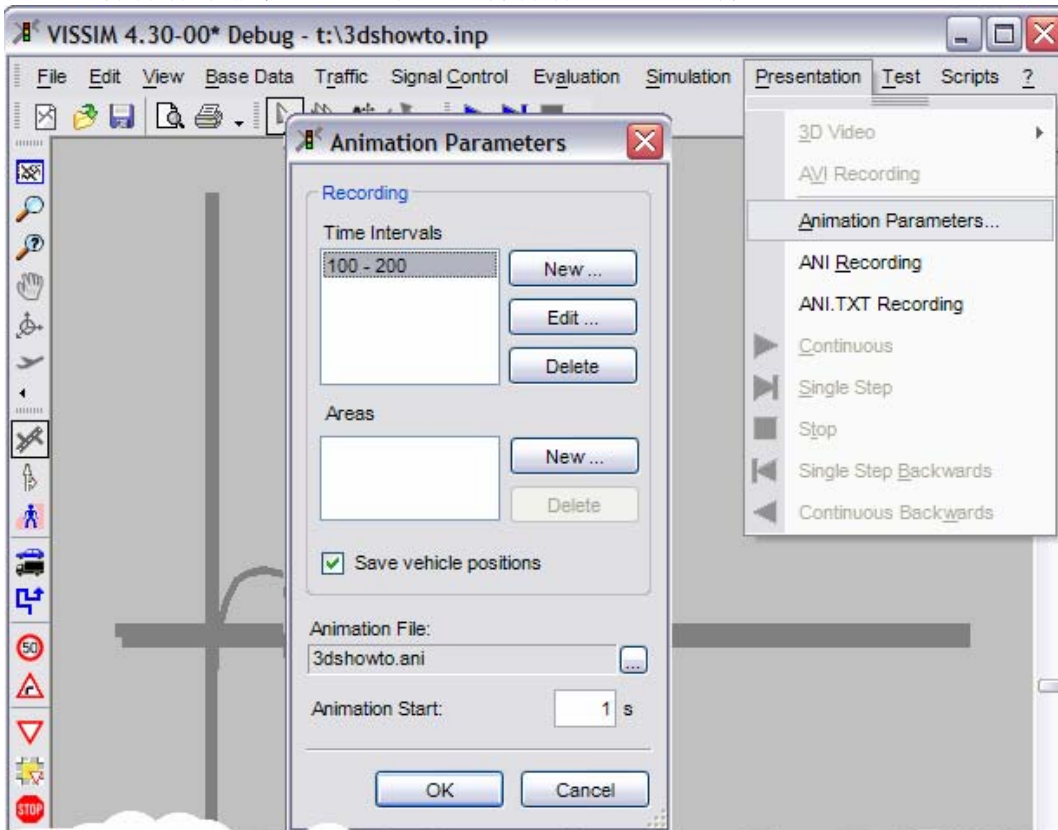 VISSIM 4.30-00* Debug - t:\3dshowto.inp
File Edit View Base Data Traffic Signal Control Evaluation Simulation Presentation Test Scripts ?
Animation Parameters
Recording
Time Intervals
100 - 200
New ...
Edit ...
Delete
Areas
New ...
Delete
Save vehicle positions
Animation File:
3dshowto.ani
...
Animation Start: 1 s
OK Cancel
3D Video
AVI Recording
Animation Parameters...
ANI Recording
ANI.TXT Recording
Continuous
Single Step
Stop
Single Step Backwards
Continuous Backwards
50
STOP